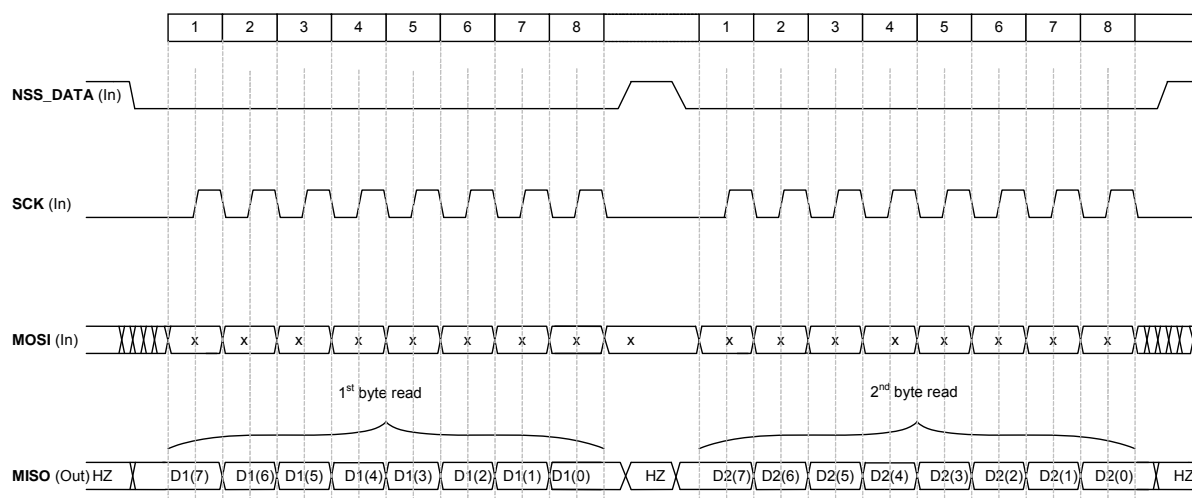 1 2 3 4 5 6 7 8 1 2 3 4 5 6 7 8
NSS_DATA (In)
SCK (In)
MOSI (In) x x x x x x x x x x x x x x x x x
1st byte read 2nd byte read
MISO (Out) HZ D1(7) D1(6) D1(5) D1(4) D1(3) D1(2) D1(1) D1(0) HZ D2(7) D2(6) D2(5) D2(4) D2(3) D2(2) D2(1) D2(0) HZ